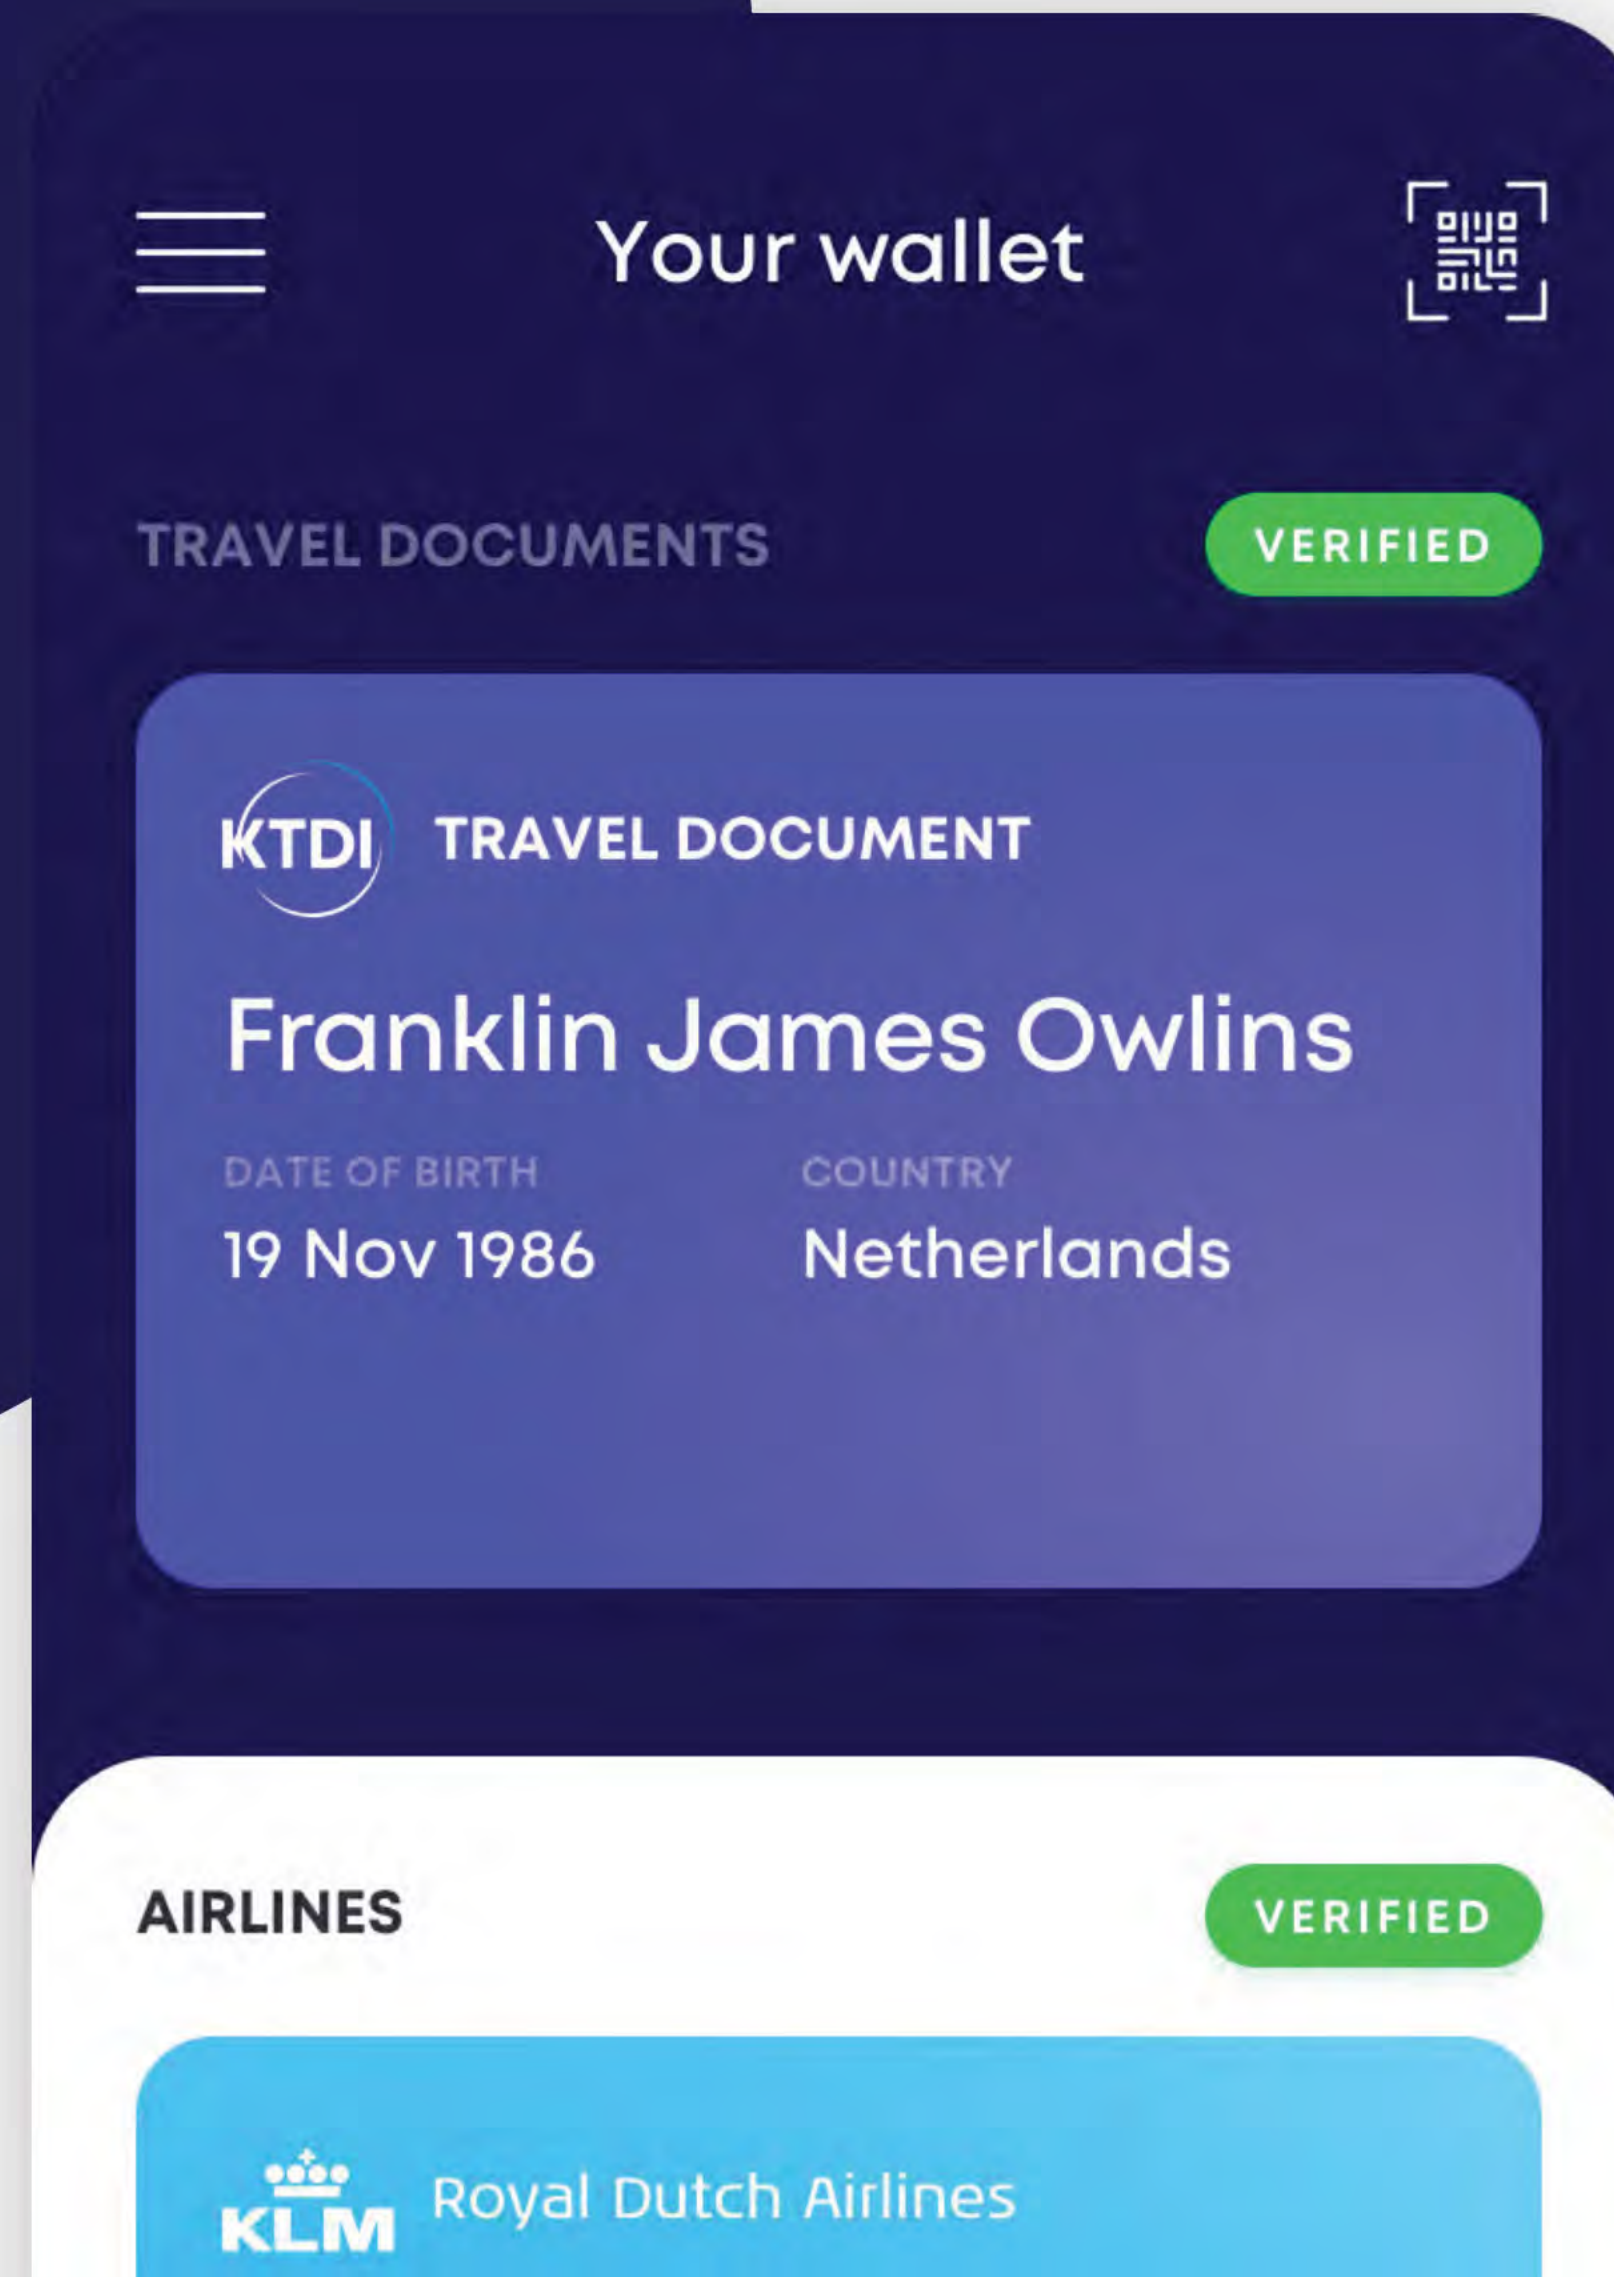 Your wallet
TRAVEL DOCUMENTS
VERIFIED
KTDI
TRAVEL DOCUMENT
Franklin James Owlins
DATE OF BIRTH
COUNTRY
19 Nov 1986
Netherlands
AIRLINES
VERIFIED
KLM
Royal Dutch Airlines